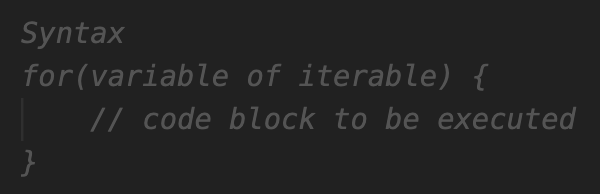 Syntax
for(variable of iterable) {
    // code block to be executed
}